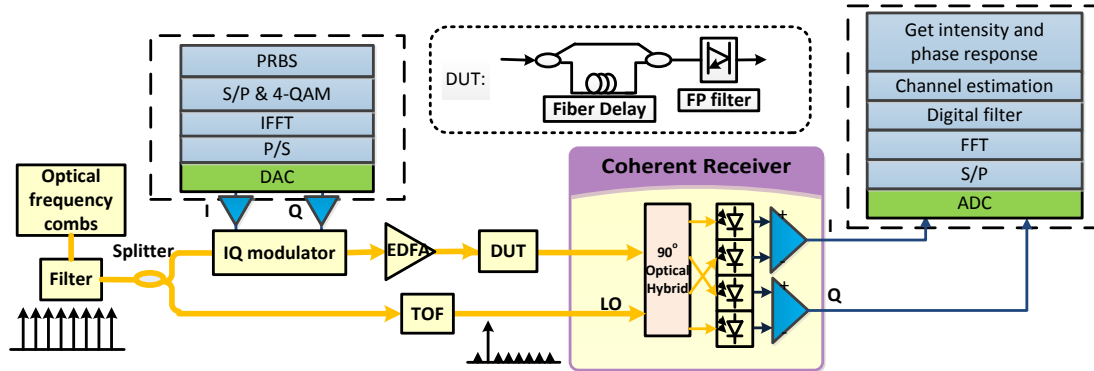 PRBS
S/P & 4-QAM
IFFT
P/S
DAC
I
Q
DUT:
Fiber Delay
FP filter
Get intensity and
phase response
Channel estimation
Digital filter
FFT
S/P
ADC
Optical
frequency
combs
Filter
Splitter
IQ modulator
EDFA
DUT
TOF
LO
Coherent Receiver
90°
Optical
Hybrid
+
-
+
-
I
Q